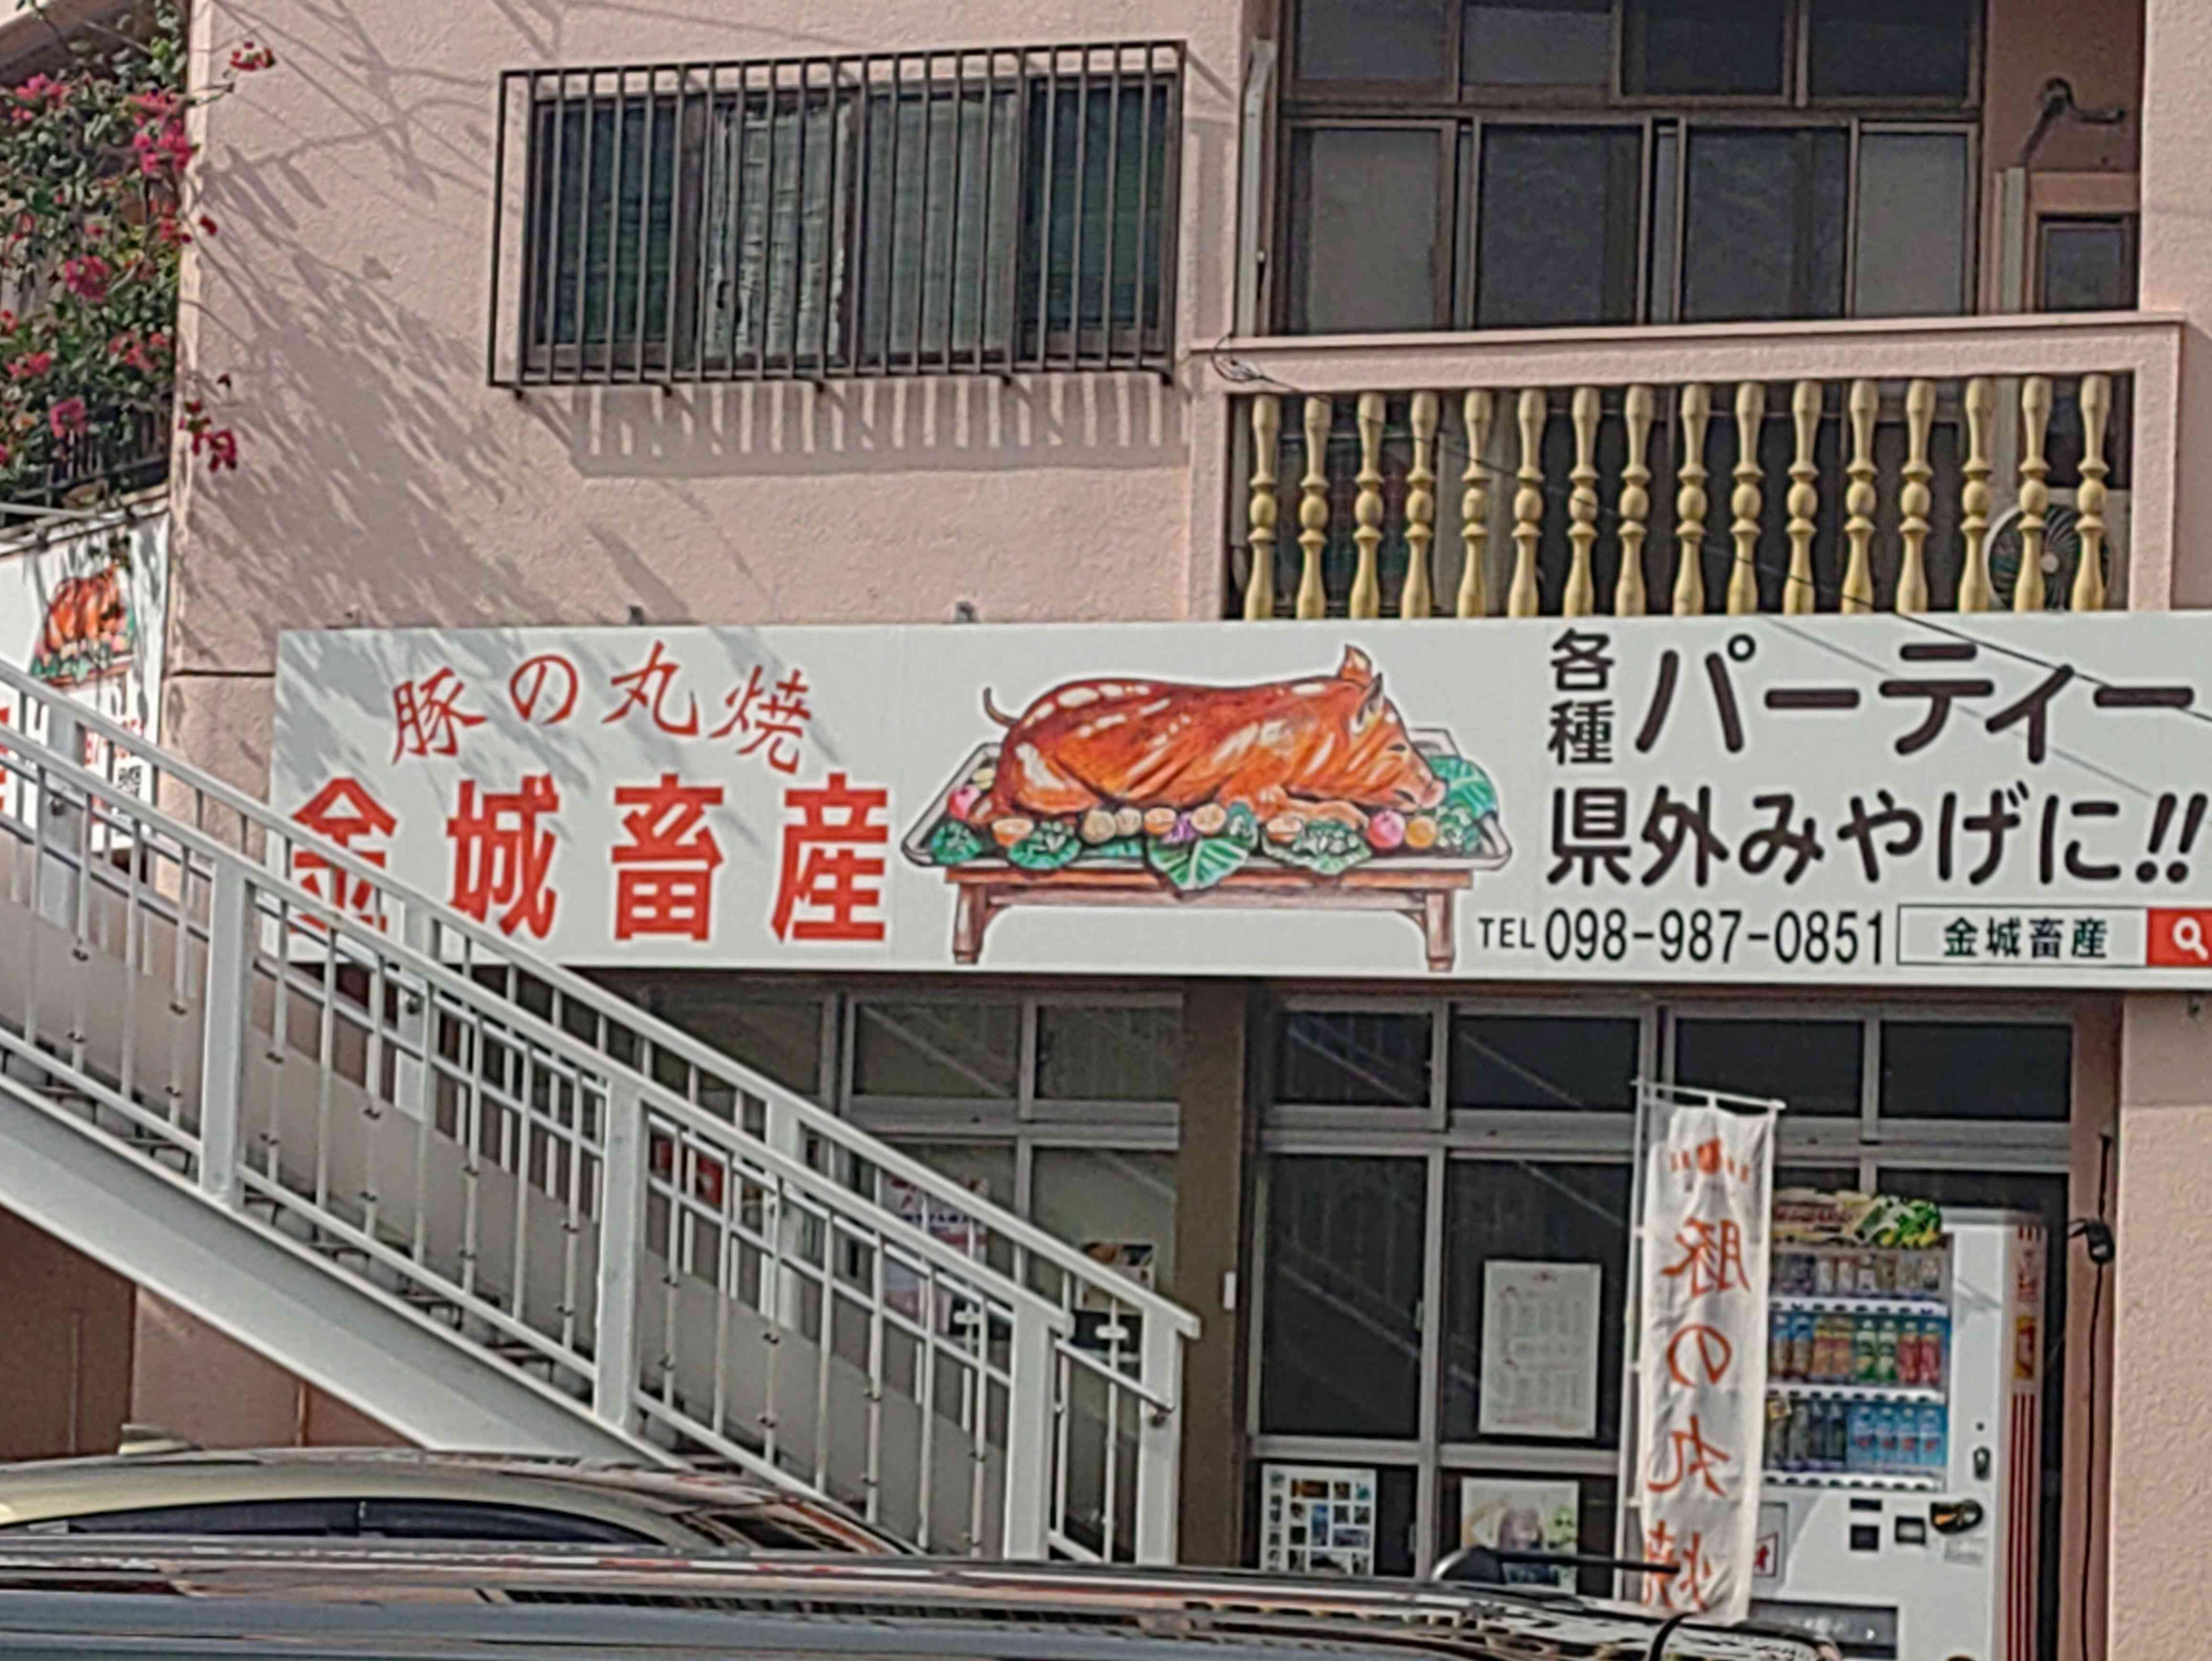 豚の丸焼
金城畜産
各種パーティー
県外みやげに!!
TEL 098-987-0851
金城畜産
豚の丸焼